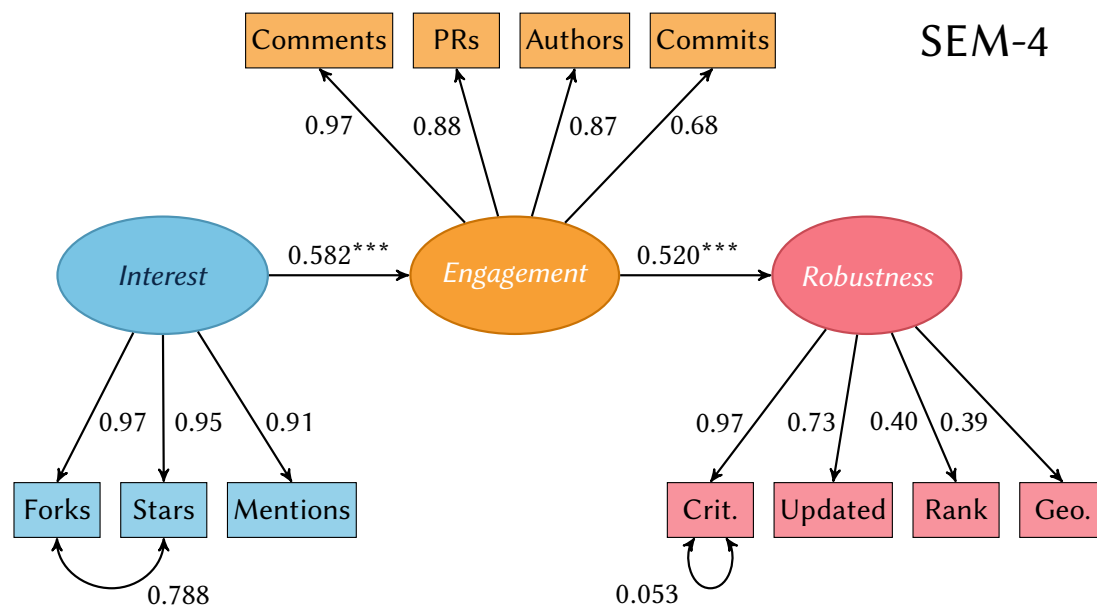 SEM-4
Comments PRs Authors Commits
0.97 0.88 0.87 0.68
Interest 0.582*** Engagement 0.520*** Robustness
0.97 0.95 0.91 0.97 0.73 0.40 0.39
Forks Stars Mentions Crit. Updated Rank Geo.
0.788 0.053